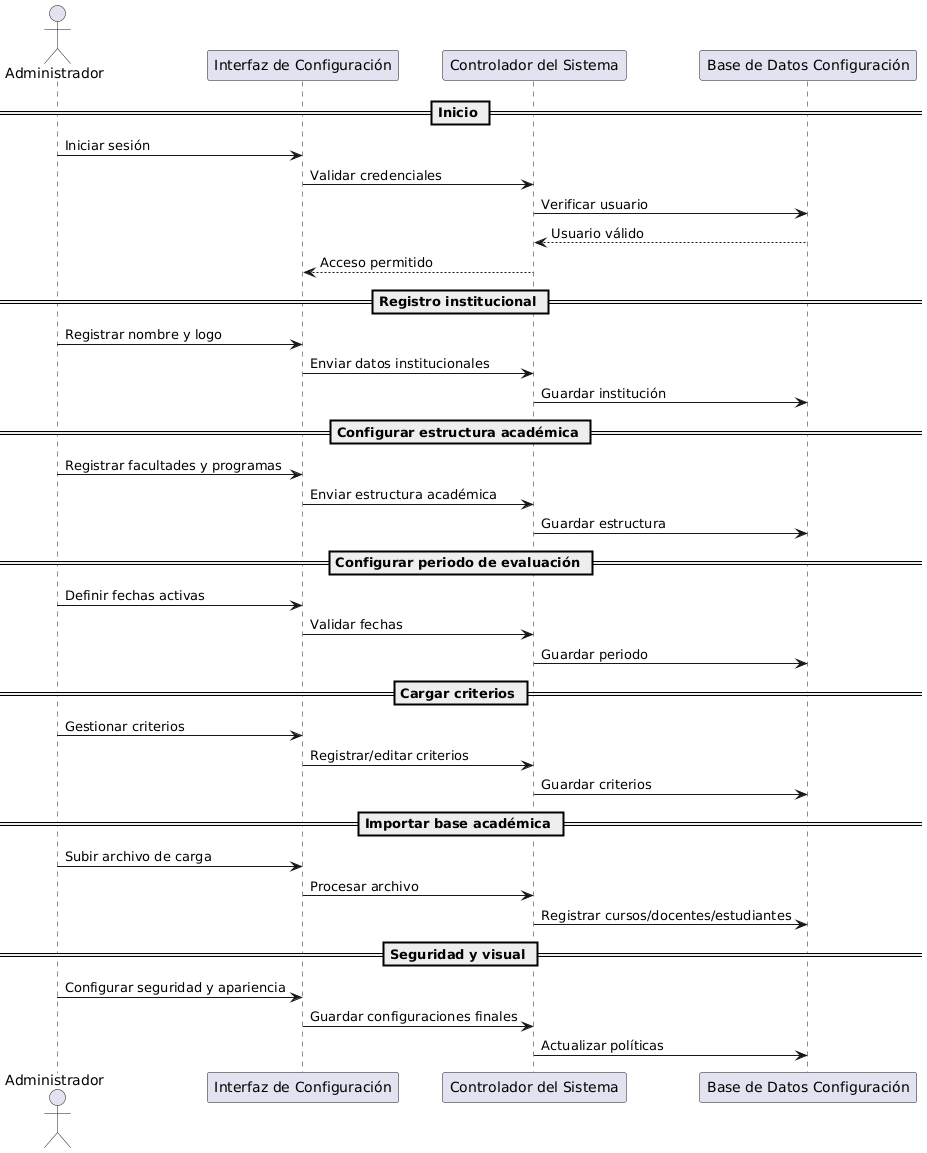 Administrador
Interfaz de Configuración
Controlador del Sistema
Base de Datos Configuración
Inicio
Iniciar sesión
Validar credenciales
Verificar usuario
Usuario válido
Acceso permitido
Registro institucional
Registrar nombre y logo
Enviar datos institucionales
Guardar institución
Configurar estructura académica
Registrar facultades y programas
Enviar estructura académica
Guardar estructura
Configurar periodo de evaluación
Definir fechas activas
Validar fechas
Guardar periodo
Cargar criterios
Gestionar criterios
Registrar/editar criterios
Guardar criterios
Importar base académica
Subir archivo de carga
Procesar archivo
Registrar cursos/docentes/estudiantes
Seguridad y visual
Configurar seguridad y apariencia
Guardar configuraciones finales
Actualizar políticas
Administrador
Interfaz de Configuración
Controlador del Sistema
Base de Datos Configuración